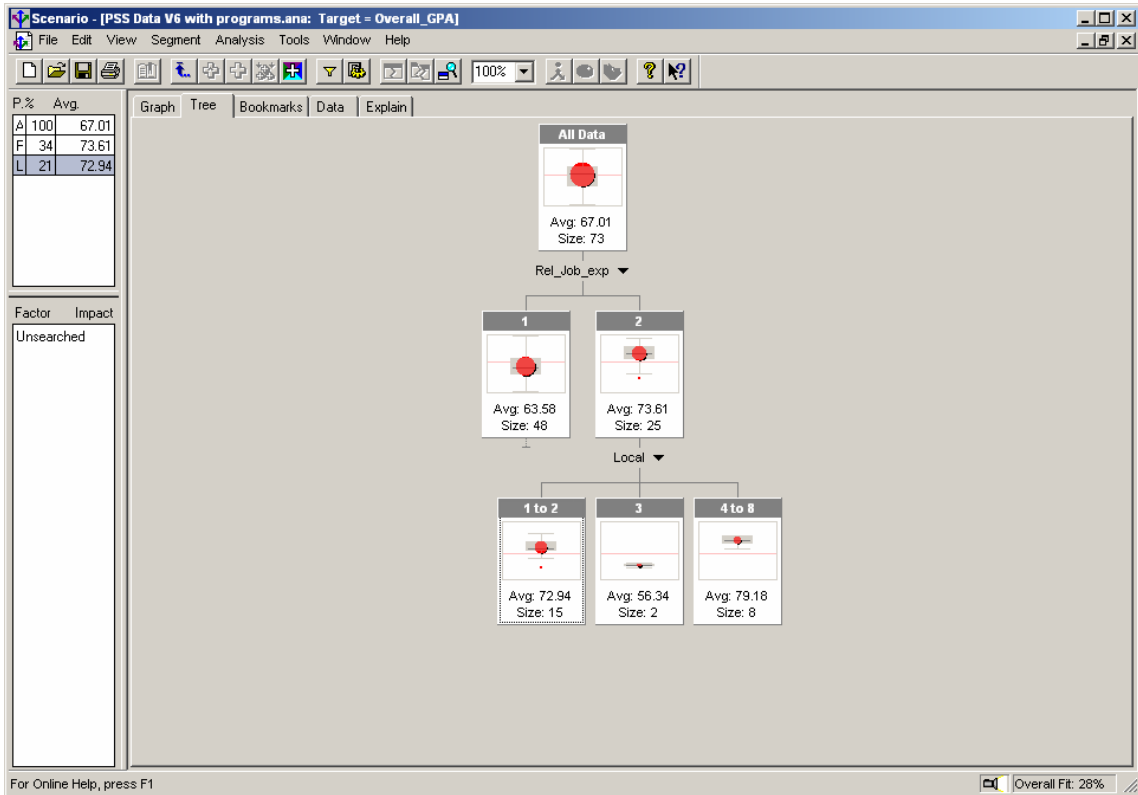 Scenario - [PSS Data V6 with programs.ana: Target = Overall_GPA]
File Edit View Segment Analysis Tools Window Help
100%
P.% Avg.
A 100 67.01
F 34 73.61
L 21 72.94
Factor Impact
Unsearched
Graph Tree Bookmarks Data Explain
All Data
Avg: 67.01
Size: 73
Rel_Job_exp
1
Avg: 63.58
Size: 48
2
Avg: 73.61
Size: 25
Local
1 to 2
Avg: 72.94
Size: 15
3
Avg: 56.34
Size: 2
4 to 8
Avg: 79.18
Size: 8
For Online Help, press F1
Overall Fit: 28%